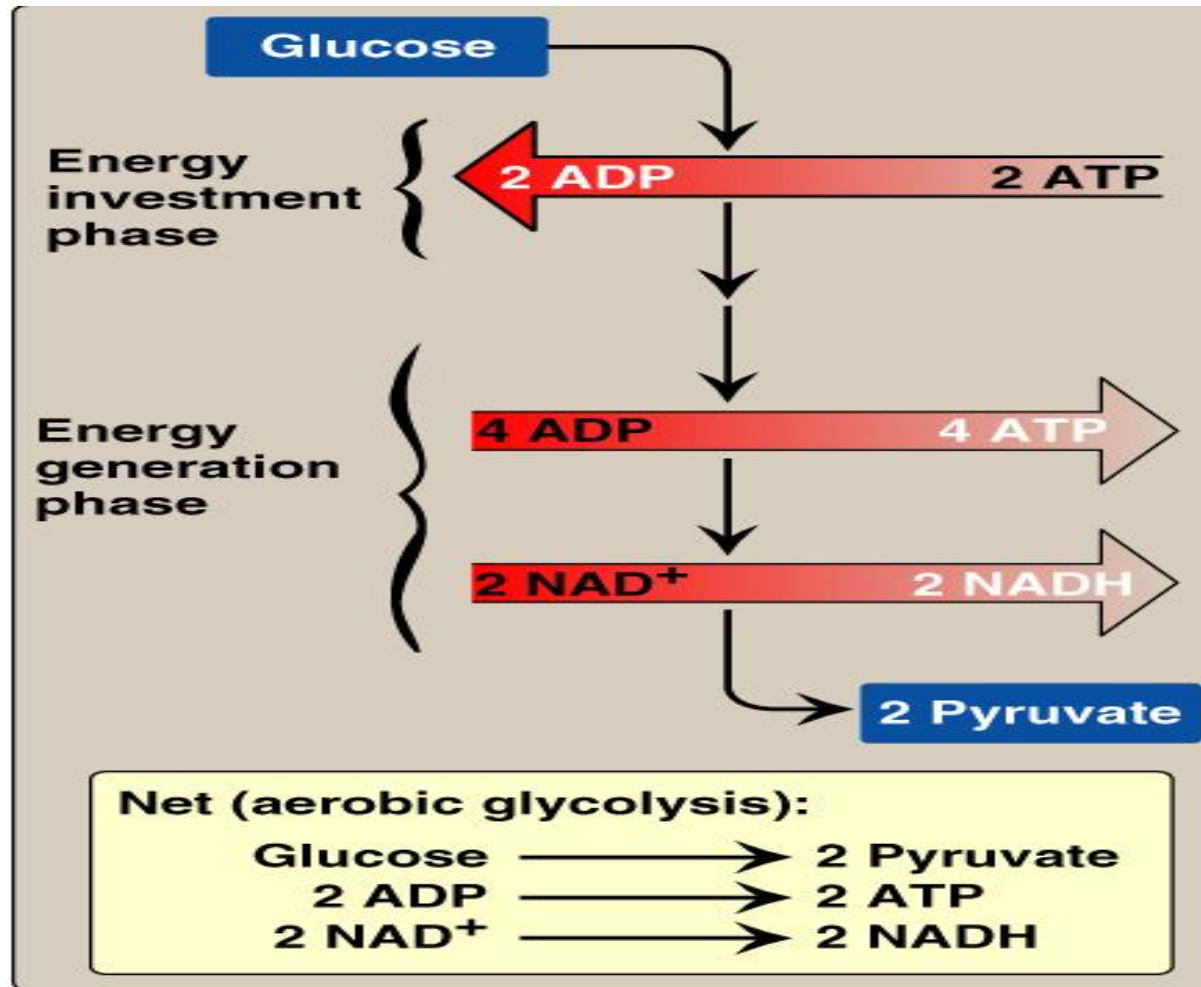 Glucose
Energy
investment
phase
2 ADP 2 ATP
Energy
generation
phase
4 ADP 4 ATP
2 NAD⁺ 2 NADH
2 Pyruvate
Net (aerobic glycolysis):
Glucose 2 Pyruvate
2 ADP 2 ATP
2 NAD⁺ 2 NADH